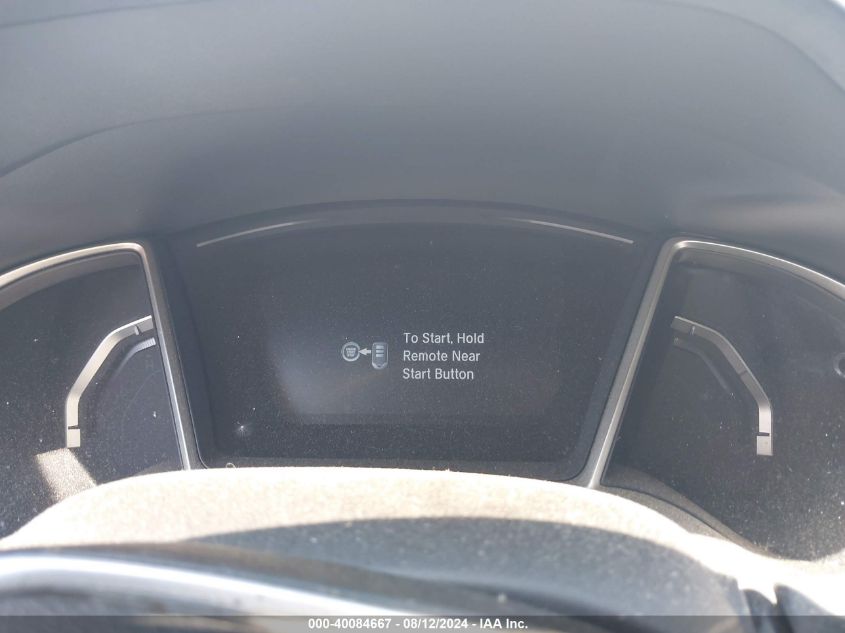 To Start, Hold
Remote Near
Start Button
000-40084667 - 08/12/2024 - IAA Inc.